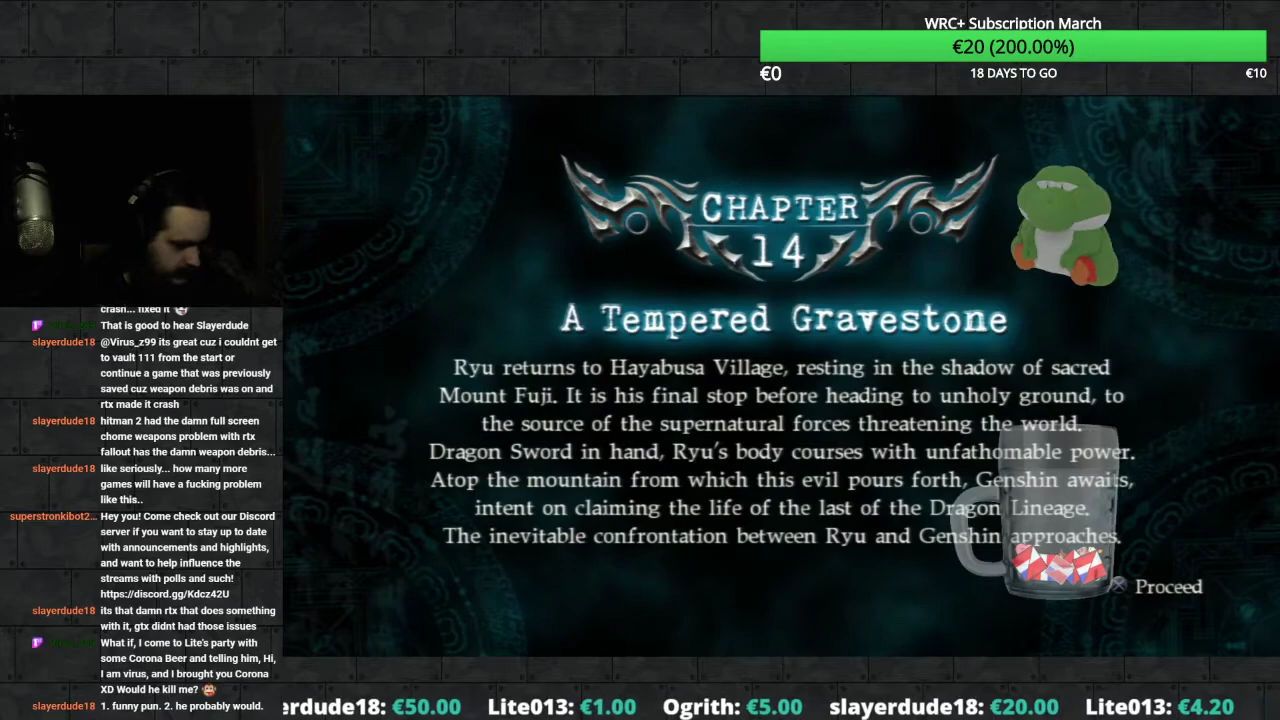 WRC+ Subscription March
€20 (200.00%)
€0
18 DAYS TO GO
€10
CHAPTER
14
A Tempered Gravestone
Ryu returns to Hayabusa Village, resting in the shadow of sacred
Mount Fuji. It is his final stop before heading to unholy ground, to
the source of the supernatural forces threatening the world.
Dragon Sword in hand, Ryu's body courses with unfathomable power.
Atop the mountain from which this evil pours forth, Genshin awaits,
intent on claiming the life of the last of the Dragon Lineage.
The inevitable confrontation between Ryu and Genshin approaches.
Proceed
crash... fixed it
That is good to hear Slayerdude
slayerdude18 @Virus_z99 its great cuz i couldnt get
to vault 111 from the start or
continue a game that was previously
saved cuz weapon debris was on and
rtx made it crash
slayerdude18 hitman 2 had the damn full screen
chome weapons problem with rtx
fallout has the damn weapon debris...
slayerdude18 like seriously... how many more
games will have a fucking problem
like this..
superstronkibot2... Hey you! Come check out our Discord
server if you want to stay up to date
with announcements and highlights,
and want to help influence the
streams with polls and such!
https://discord.gg/Kdcz42U
slayerdude18 its that damn rtx that does something
with it, gtx didnt had those issues
What if, I come to Lite's party with
some Corona Beer and telling him, Hi,
I am virus, and I brought you Corona
XD Would he kill me?
slayerdude18 1. funny pun. 2. he probably would.
erdude18: €50.00 Lite013: €1.00 Ogrith: €5.00 slayerdude18: €20.00 Lite013: €4.20